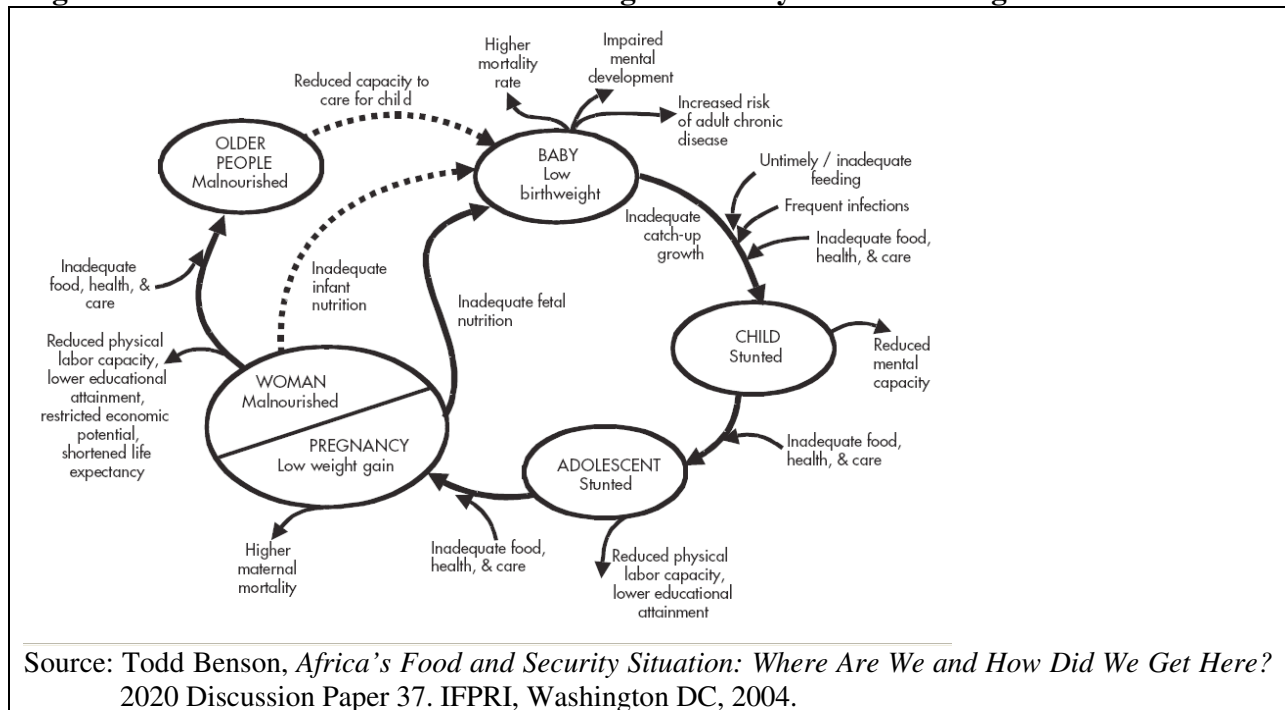 Higher
mortality
rate
Impaired
mental
development
Increased risk
of adult chronic
disease
Reduced capacity to
care for child
OLDER
PEOPLE
Malnourished
BABY
Low
birthweight
Untimely / inadequate
feeding
Frequent infections
Inadequate food,
health, & care
Inadequate
catch-up
growth
Inadequate
food, health, &
care
Inadequate
infant
nutrition
Inadequate fetal
nutrition
CHILD
Stunted
Reduced
mental
capacity
Reduced physical
labor capacity,
lower educational
attainment,
restricted economic
potential,
shortened life
expectancy
WOMAN
Malnourished
PREGNANCY
Low weight gain
ADOLESCENT
Stunted
Inadequate food,
health, & care
Higher
maternal
mortality
Inadequate food,
health, & care
Reduced physical
labor capacity,
lower educational
attainment
Source: Todd Benson, Africa's Food and Security Situation: Where Are We and How Did We Get Here?
2020 Discussion Paper 37. IFPRI, Washington DC, 2004.